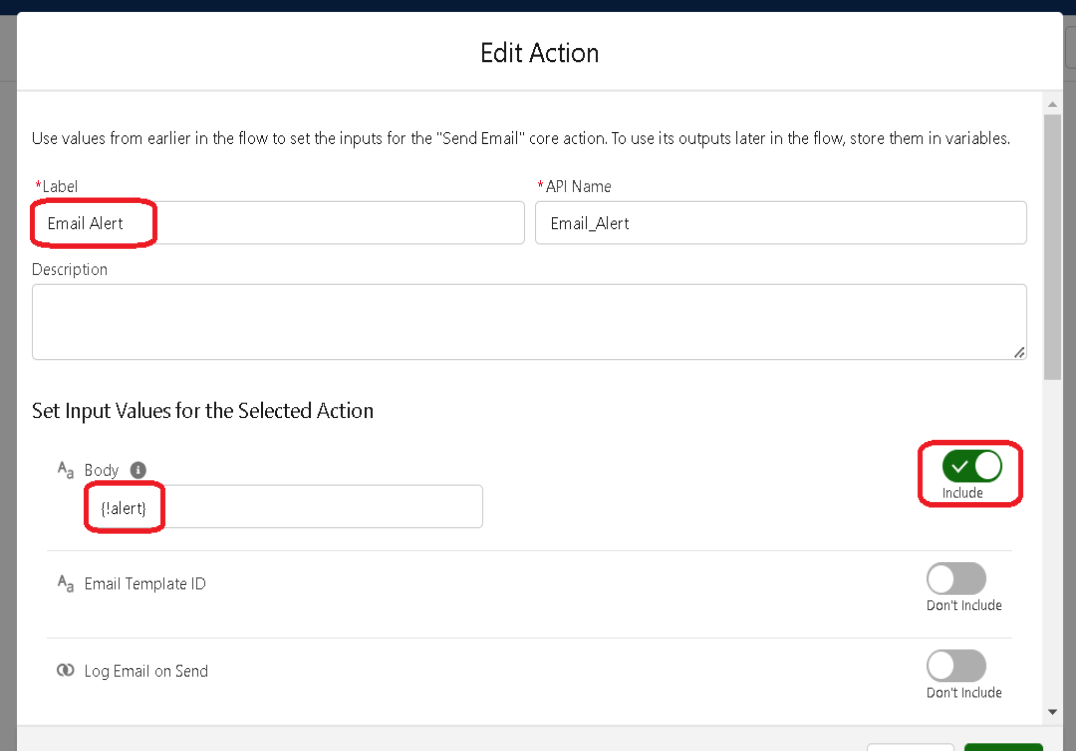 Edit Action
Use values from earlier in the flow to set the inputs for the "Send Email" core action. To use its outputs later in the flow, store them in variables.
*Label
*API Name
Email Alert
Email_Alert
Description
Set Input Values for the Selected Action
Aa Body i
Include
{!alert}
Aa Email Template ID
Don't Include
Log Email on Send
Don't Include